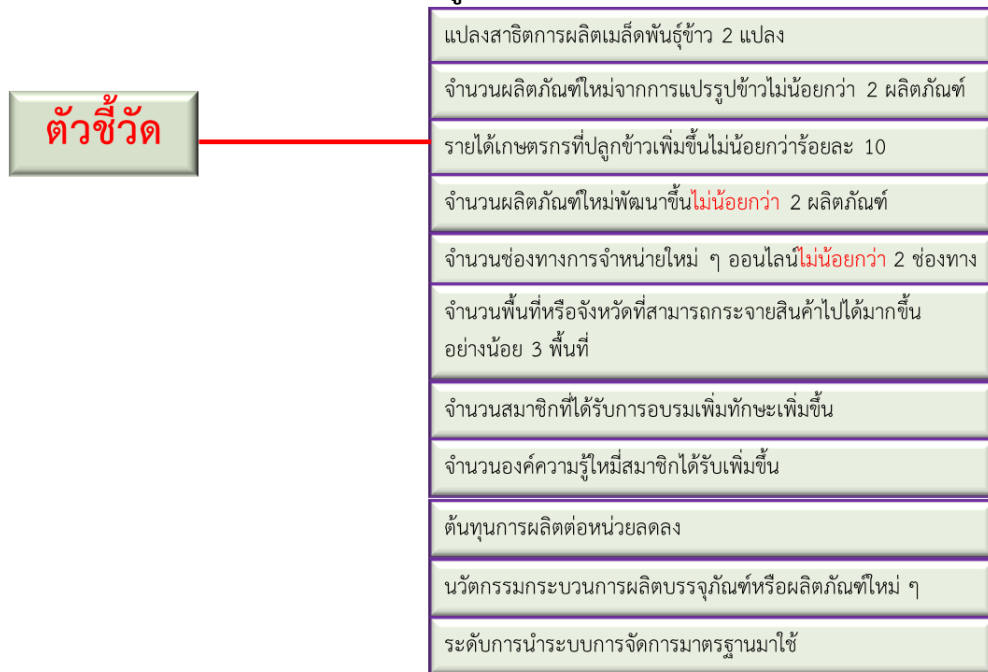 ตัวชี้วัด
แปลงสาธิตการผลิตเมล็ดพันธุ์ข้าว 2 แปลง
จำนวนผลิตภัณฑ์ใหม่จากการแปรรูปข้าวไม่น้อยกว่า 2 ผลิตภัณฑ์
รายได้เกษตรกรที่ปลูกข้าวเพิ่มขึ้นไม่น้อยกว่าร้อยละ 10
จำนวนผลิตภัณฑ์ใหม่พัฒนาขึ้นไม่น้อยกว่า 2 ผลิตภัณฑ์
จำนวนช่องทางการจำหน่ายใหม่ ๆ ออนไลน์ไม่น้อยกว่า 2 ช่องทาง
จำนวนพื้นที่หรือจังหวัดที่สามารถกระจายสินค้าไปได้มากขึ้น
อย่างน้อย 3 พื้นที่
จำนวนสมาชิกที่ได้รับการอบรมเพิ่มทักษะเพิ่มขึ้น
จำนวนองค์ความรู้ใหมี่สมาชิกได้รับเพิ่มขึ้น
ต้นทุนการผลิตต่อหน่วยลดลง
นวัตกรรมกระบวนการผลิตบรรจุภัณฑ์หรือผลิตภัณฑ์ใหม่ ๆ
ระดับการนำระบบการจัดการมาตรฐานมาใช้